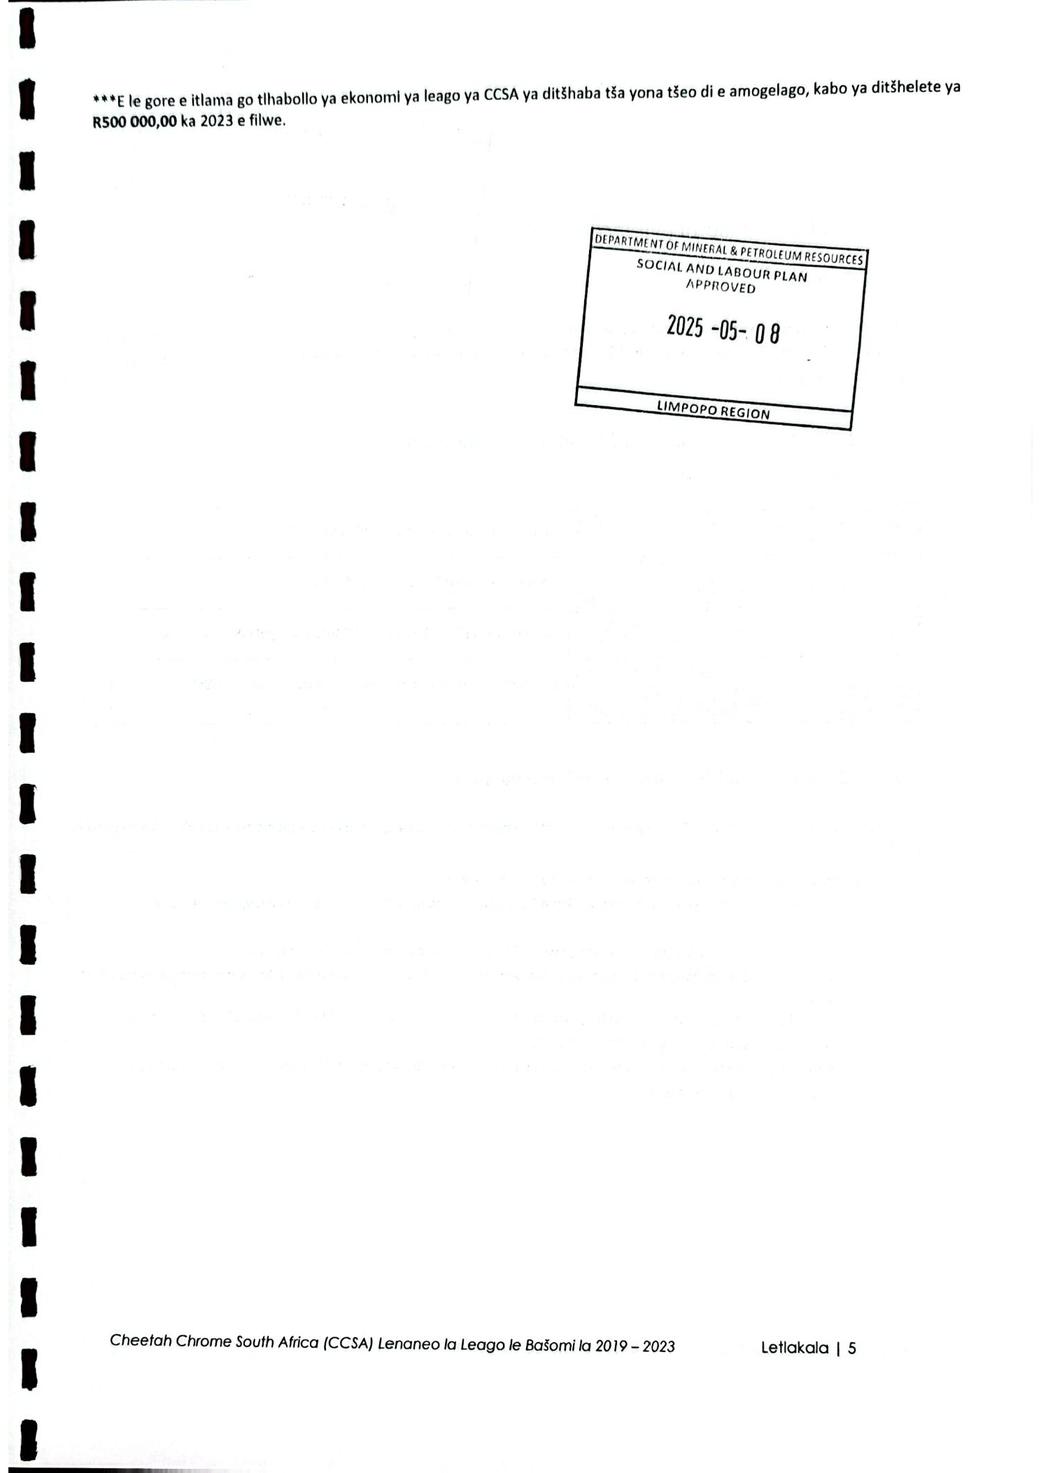 ***E le gore e itlama go tlhabollo ya ekonomi ya leago ya CCSA ya ditšhaba tša yona tšeo di e amogelago, kabo ya ditšhelete ya
R500 000,00 ka 2023 e filwe.
DEPARTMENT OF MINERAL & PETROLEUM RESOURCES
SOCIAL AND LABOUR PLAN
APPROVED
2025 -05- 08
LIMPOPO REGION
Cheetah Chrome South Africa (CCSA) Lenaneo la Leago le Bašomi la 2019 – 2023
Letlakala | 5